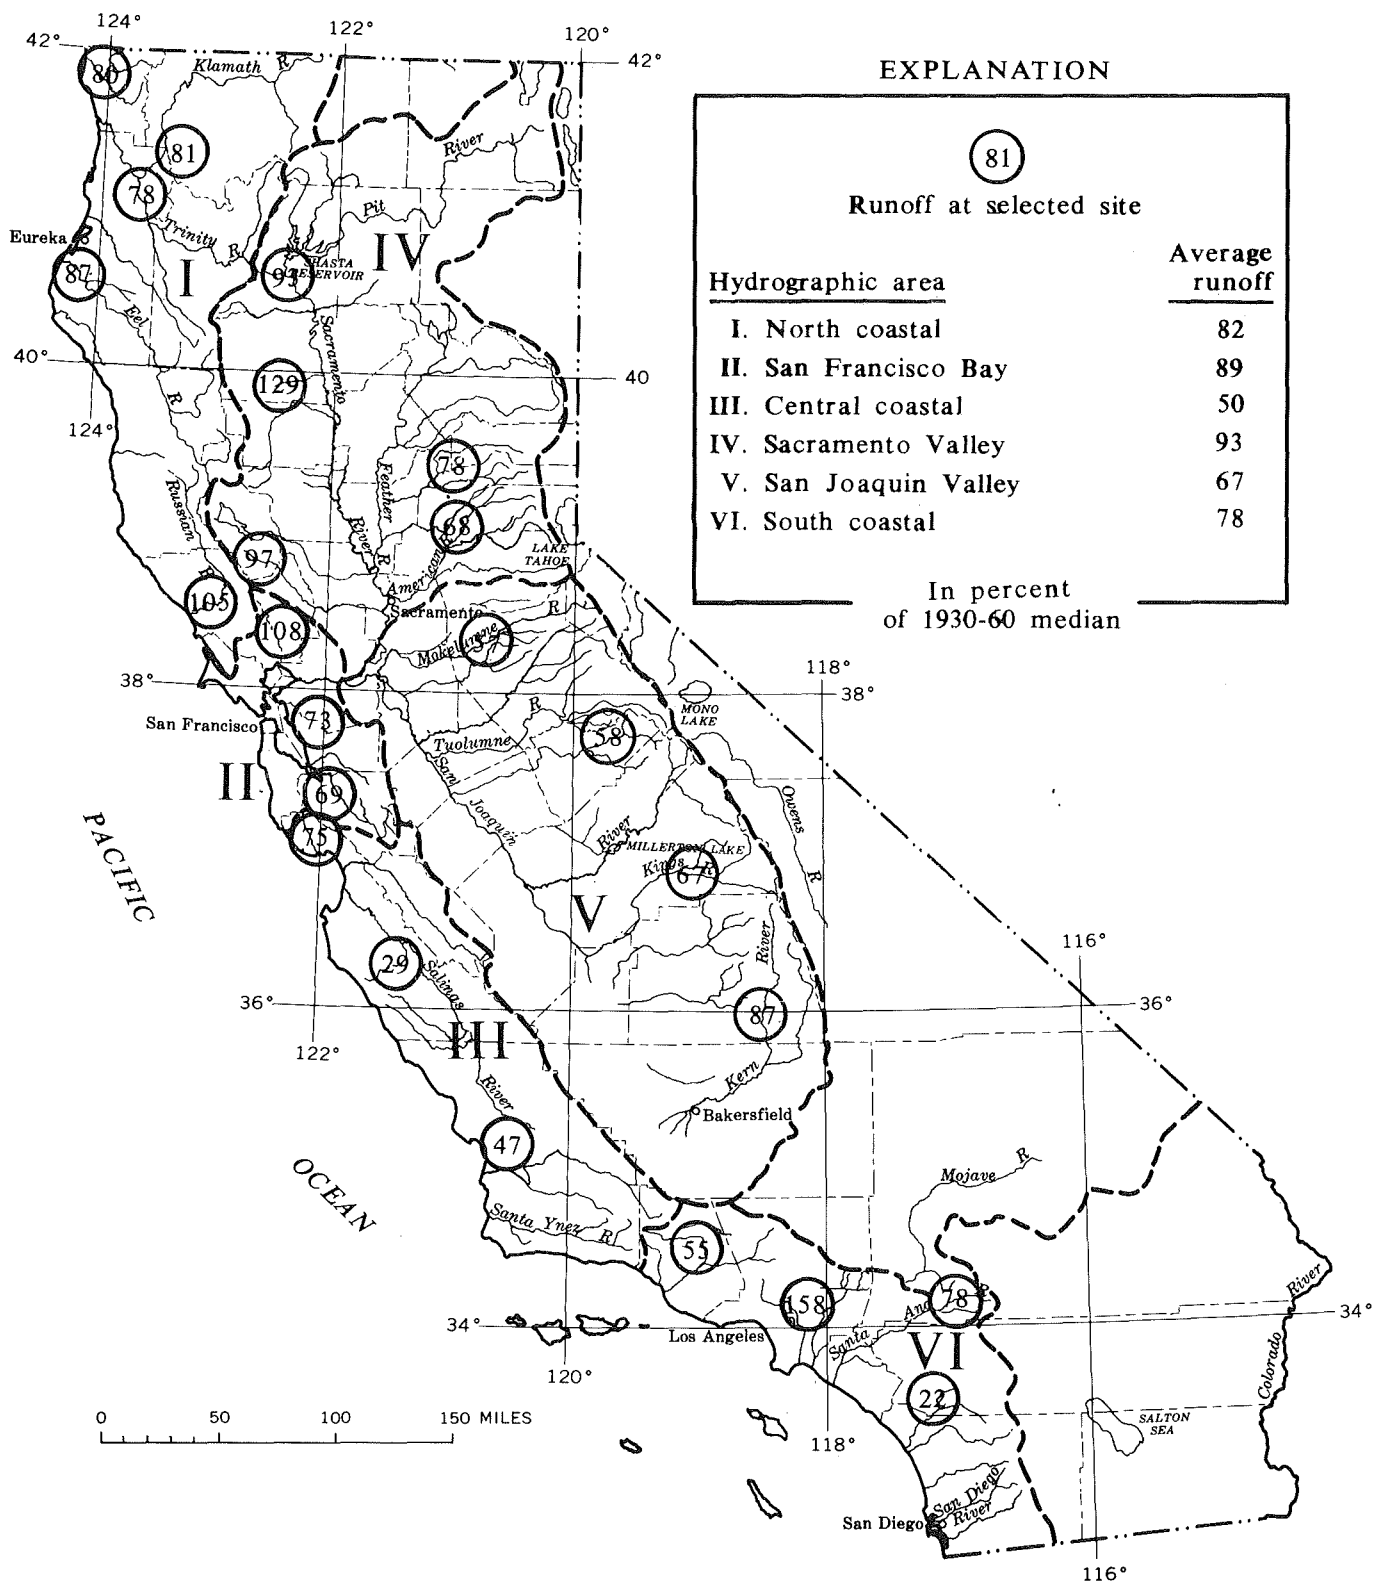 124°
122°
120°
42°
42°
EXPLANATION
81
Runoff at selected site
Hydrographic area
Average
runoff
I. North coastal 82
II. San Francisco Bay 89
III. Central coastal 50
IV. Sacramento Valley 93
V. San Joaquin Valley 67
VI. South coastal 78
In percent
of 1930-60 median
80
Klamath R
81
78
Trinity R
River
Pit
Eureka
87
I
IV
SHASTA
RESERVOIR
93
Eel
R
Sacramento
River
40°
40
129
124°
78
Feather
R
68
American
R
Russian
R
97
LAKE
TAHOE
105
108
Sacramento
Mokelumne
R
38°
118°
38°
73
San Francisco
MONO
LAKE
58
Tuolumne
R
II
69
San
Joaquin
River
75
Owens
R
PACIFIC
MILLERTON LAKE
Kings R
67
V
29
Salinas
River
River
116°
36°
36°
87
III
122°
Kern
Bakersfield
47
OCEAN
Mojave R
Santa Ynez R
55
158
Santa Ana R
78
River
Colorado
34°
34°
Los Angeles
VI
120°
22
0 50 100 150 MILES
SALTON
SEA
118°
San Diego
River
San Diego
116°